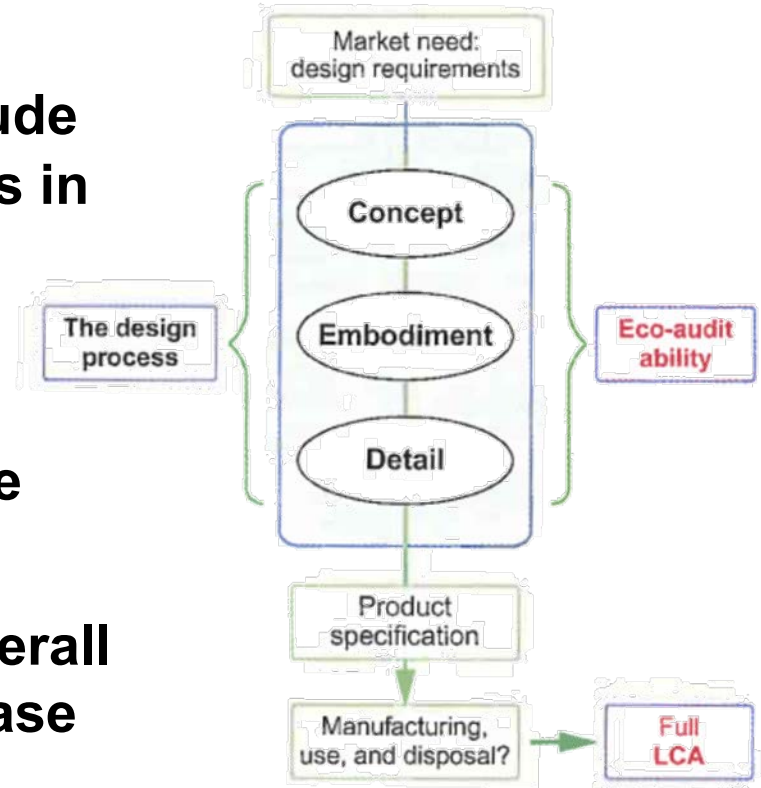 ude
s in
e
erall
ase
Market need:
design requirements
Concept
The design
process
Embodiment
Eco-audit
ability
Detail
Product
specification
Manufacturing,
use, and disposal?
Full
LCA